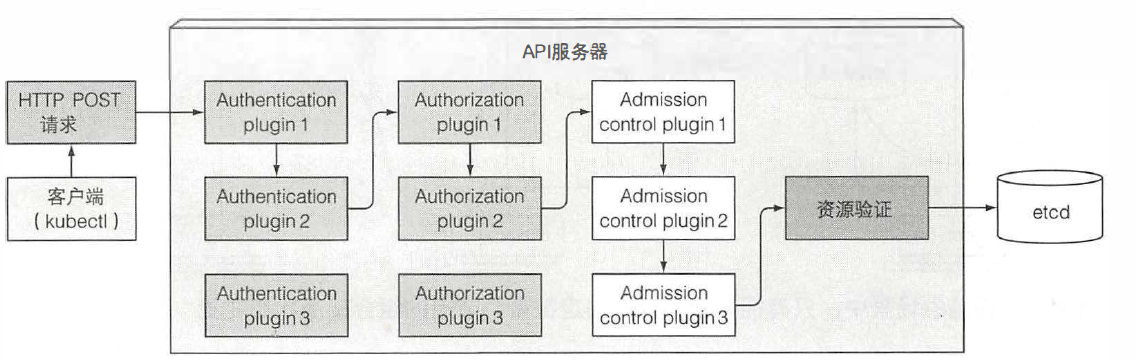 API服务器
HTTP POST
请求
客户端
（kubectl）
Authentication
plugin 1
Authentication
plugin 2
Authentication
plugin 3
Authorization
plugin 1
Authorization
plugin 2
Authorization
plugin 3
Admission
control plugin 1
Admission
control plugin 2
Admission
control plugin 3
资源验证
etcd